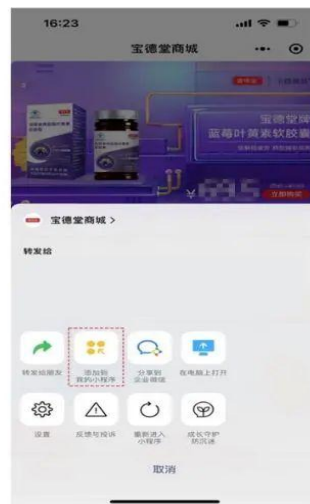 16:23
宝德堂商城
宝德堂牌
蓝莓叶黄素软胶囊
立即购买
宝德堂商城 >
转发给
转发给朋友
添加到
我的小程序
分享到
企业微信
在电脑上打开
设置
反馈与投诉
重新进入
小程序
成长守护
防沉迷
取消